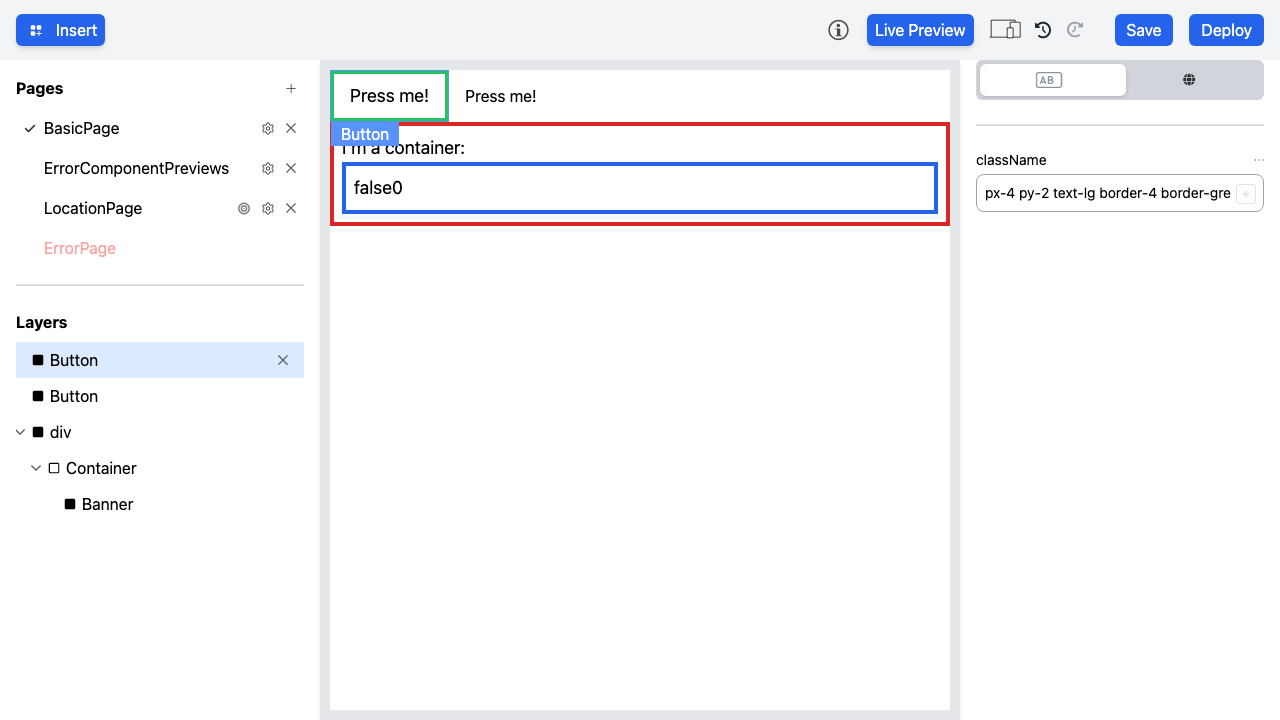 Insert
Live Preview
Save
Deploy
Pages
BasicPage
ErrorComponentPreviews
LocationPage
ErrorPage
Layers
Button
Button
div
Container
Banner
Press me!
Press me!
Button
I'm a container:
false0
AB
className
px-4 py-2 text-lg border-4 border-gre